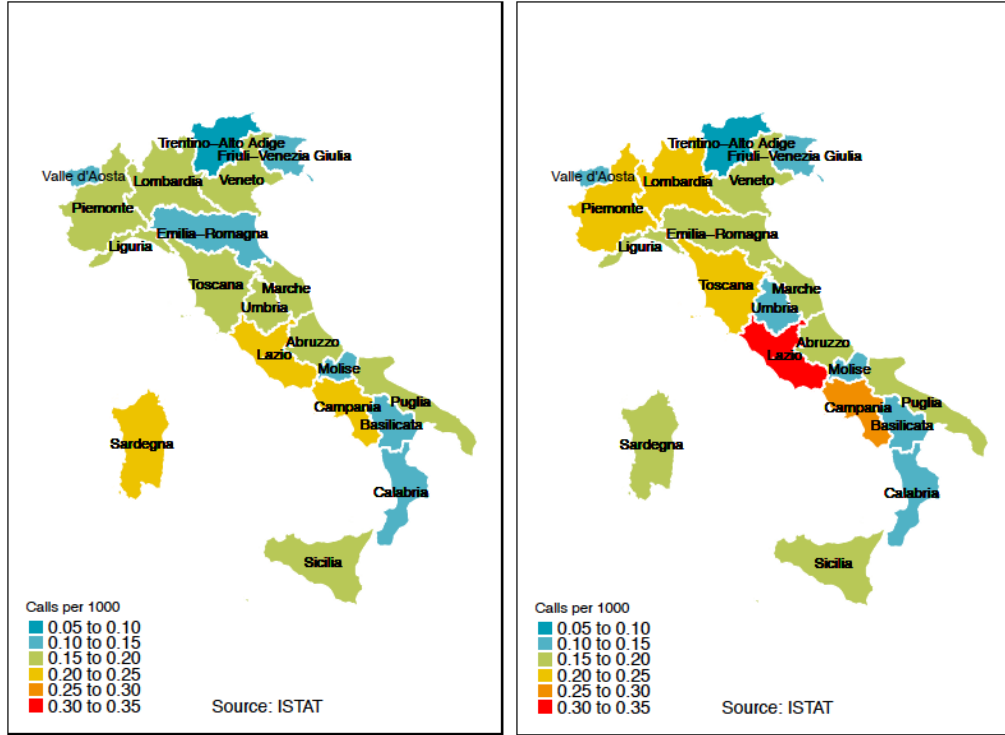 Trentino–Alto Adige
Friuli–Venezia Giulia
Valle d'Aosta
Lombardia
Veneto
Piemonte
Emilia–Romagna
Liguria
Toscana
Marche
Umbria
Abruzzo
Lazio
Molise
Campania
Puglia
Basilicata
Sardegna
Calabria
Sicilia
Calls per 1000
0.05 to 0.10
0.10 to 0.15
0.15 to 0.20
0.20 to 0.25
0.25 to 0.30
0.30 to 0.35
Source: ISTAT
Trentino–Alto Adige
Friuli–Venezia Giulia
Valle d'Aosta
Lombardia
Veneto
Piemonte
Emilia–Romagna
Liguria
Toscana
Marche
Umbria
Abruzzo
Lazio
Molise
Campania
Puglia
Basilicata
Sardegna
Calabria
Sicilia
Calls per 1000
0.05 to 0.10
0.10 to 0.15
0.15 to 0.20
0.20 to 0.25
0.25 to 0.30
0.30 to 0.35
Source: ISTAT